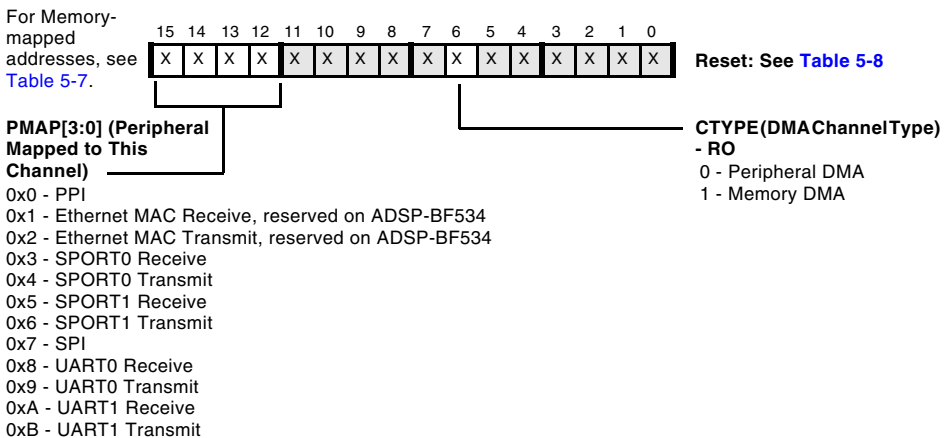 For Memory-
mapped
addresses, see
Table 5-7.
15 14 13 12 11 10 9 8 7 6 5 4 3 2 1 0
X X X X X X X X X X X X X X X X
Reset: See Table 5-8
PMAP[3:0] (Peripheral
Mapped to This
Channel)
0x0 - PPI
0x1 - Ethernet MAC Receive, reserved on ADSP-BF534
0x2 - Ethernet MAC Transmit, reserved on ADSP-BF534
0x3 - SPORT0 Receive
0x4 - SPORT0 Transmit
0x5 - SPORT1 Receive
0x6 - SPORT1 Transmit
0x7 - SPI
0x8 - UART0 Receive
0x9 - UART0 Transmit
0xA - UART1 Receive
0xB - UART1 Transmit
CTYPE (DMA Channel Type)
- RO
0 - Peripheral DMA
1 - Memory DMA